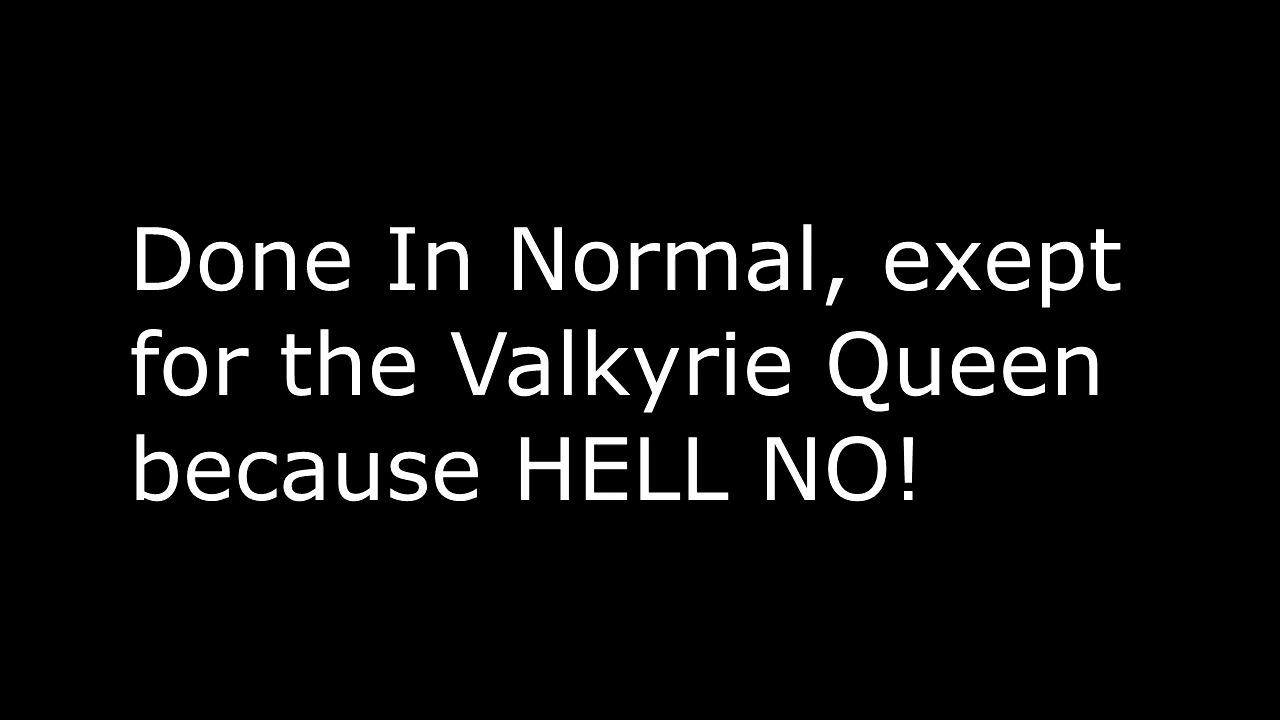 Done In Normal, exept
for the Valkyrie Queen
because HELL NO!